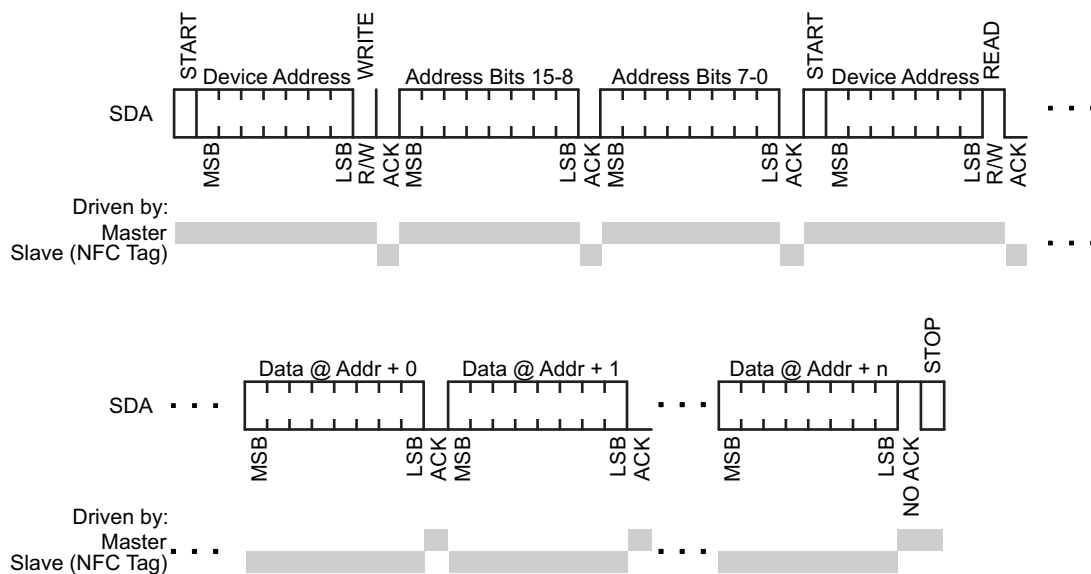 START WRITE START READ
Device Address Address Bits 15-8 Address Bits 7-0 Device Address
SDA
MSB LSB R/W ACK MSB LSB ACK MSB LSB ACK MSB LSB R/W ACK
Driven by:
Master
Slave (NFC Tag)
STOP
Data @ Addr + 0 Data @ Addr + 1 Data @ Addr + n
SDA
MSB LSB ACK MSB LSB ACK MSB LSB NO ACK
Driven by:
Master
Slave (NFC Tag)